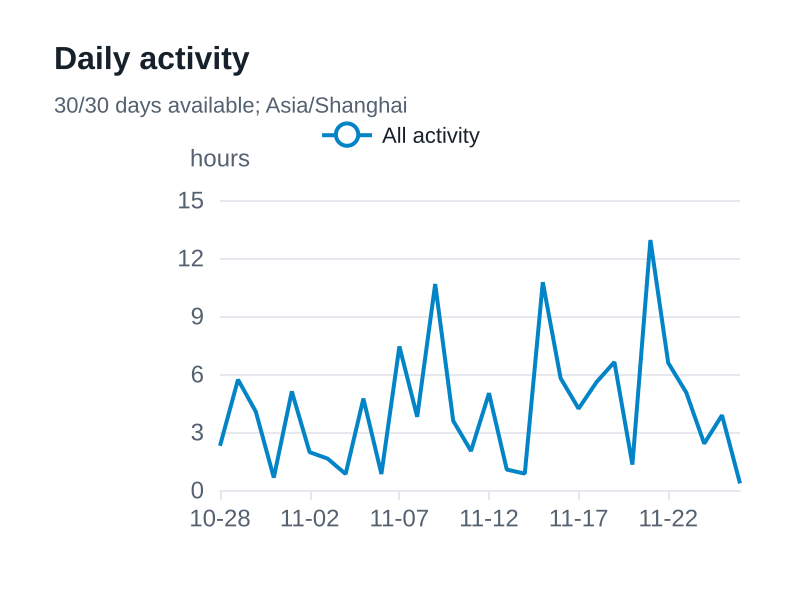 Daily activity
30/30 days available; Asia/Shanghai
All activity
hours
15
12
9
6
3
0
10-28 11-02 11-07 11-12 11-17 11-22